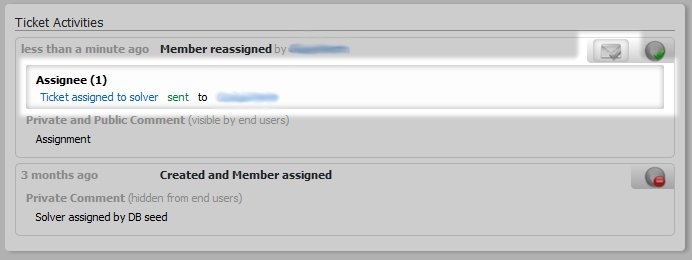 Ticket Activities
less than a minute ago Member reassigned by
Assignee (1)
Ticket assigned to solver sent to
Private and Public Comment (visible by end users)
Assignment
3 months ago Created and Member assigned
Private Comment (hidden from end users)
Solver assigned by DB seed